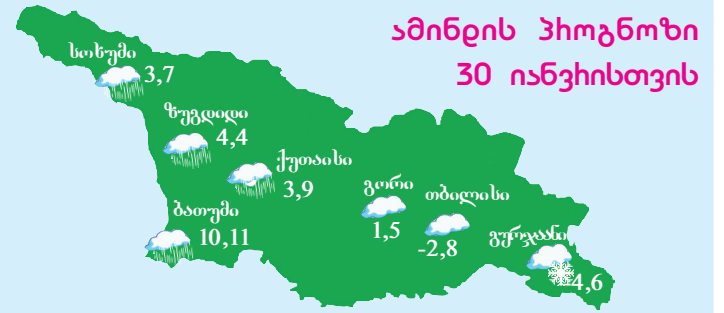 ამინდის პროგნოზი
30 იანვრისთვის
სოხუმი
3,7
ზუგდიდი
4,4
ქუთაისი
3,9
ბათუმი
10,11
გორი
1,5
თბილისი
-2,8
გურჯაანი
-4,6